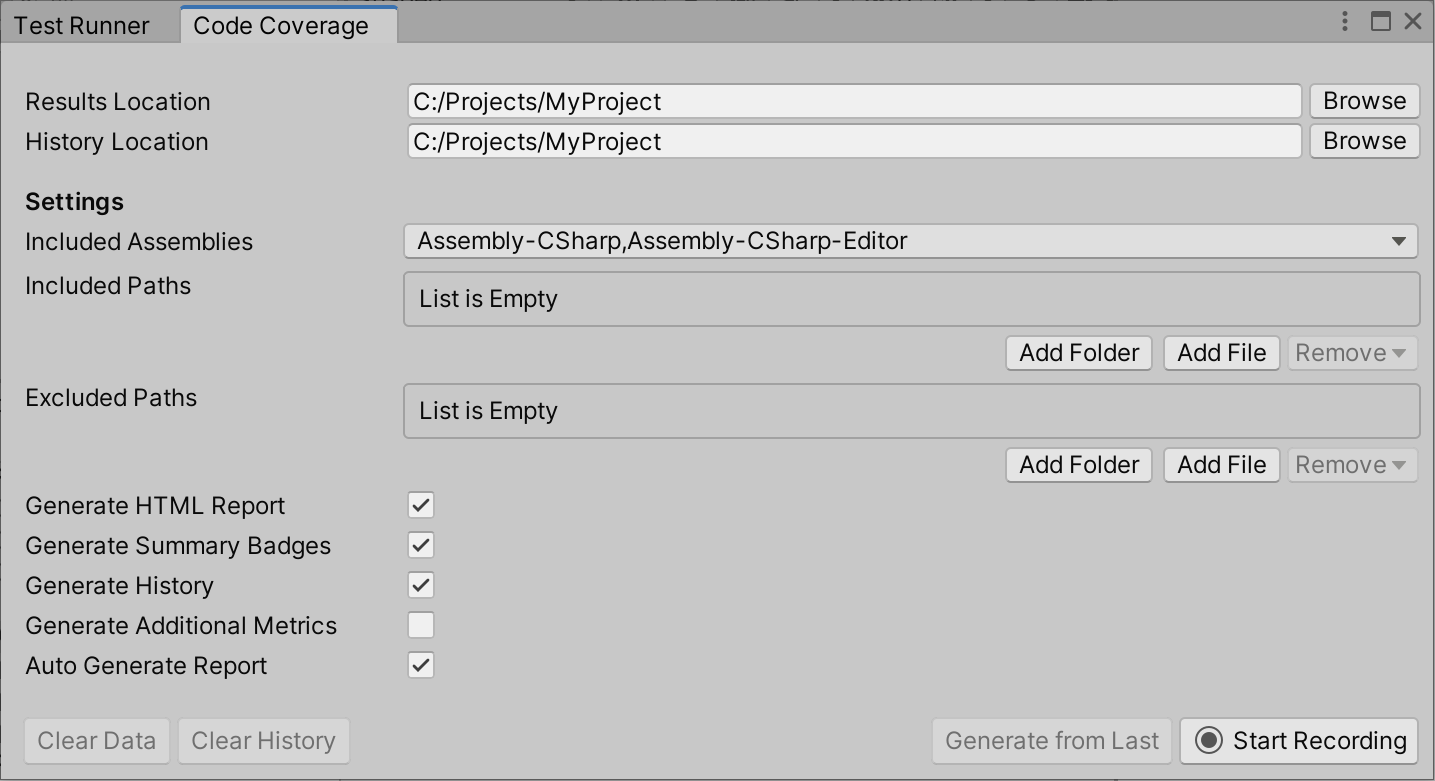 Test Runner Code Coverage
Results Location C:/Projects/MyProject Browse
History Location C:/Projects/MyProject Browse
Settings
Included Assemblies Assembly-CSharp,Assembly-CSharp-Editor
Included Paths List is Empty
Add Folder Add File Remove
Excluded Paths List is Empty
Add Folder Add File Remove
Generate HTML Report
Generate Summary Badges
Generate History
Generate Additional Metrics
Auto Generate Report
Clear Data Clear History Generate from Last Start Recording